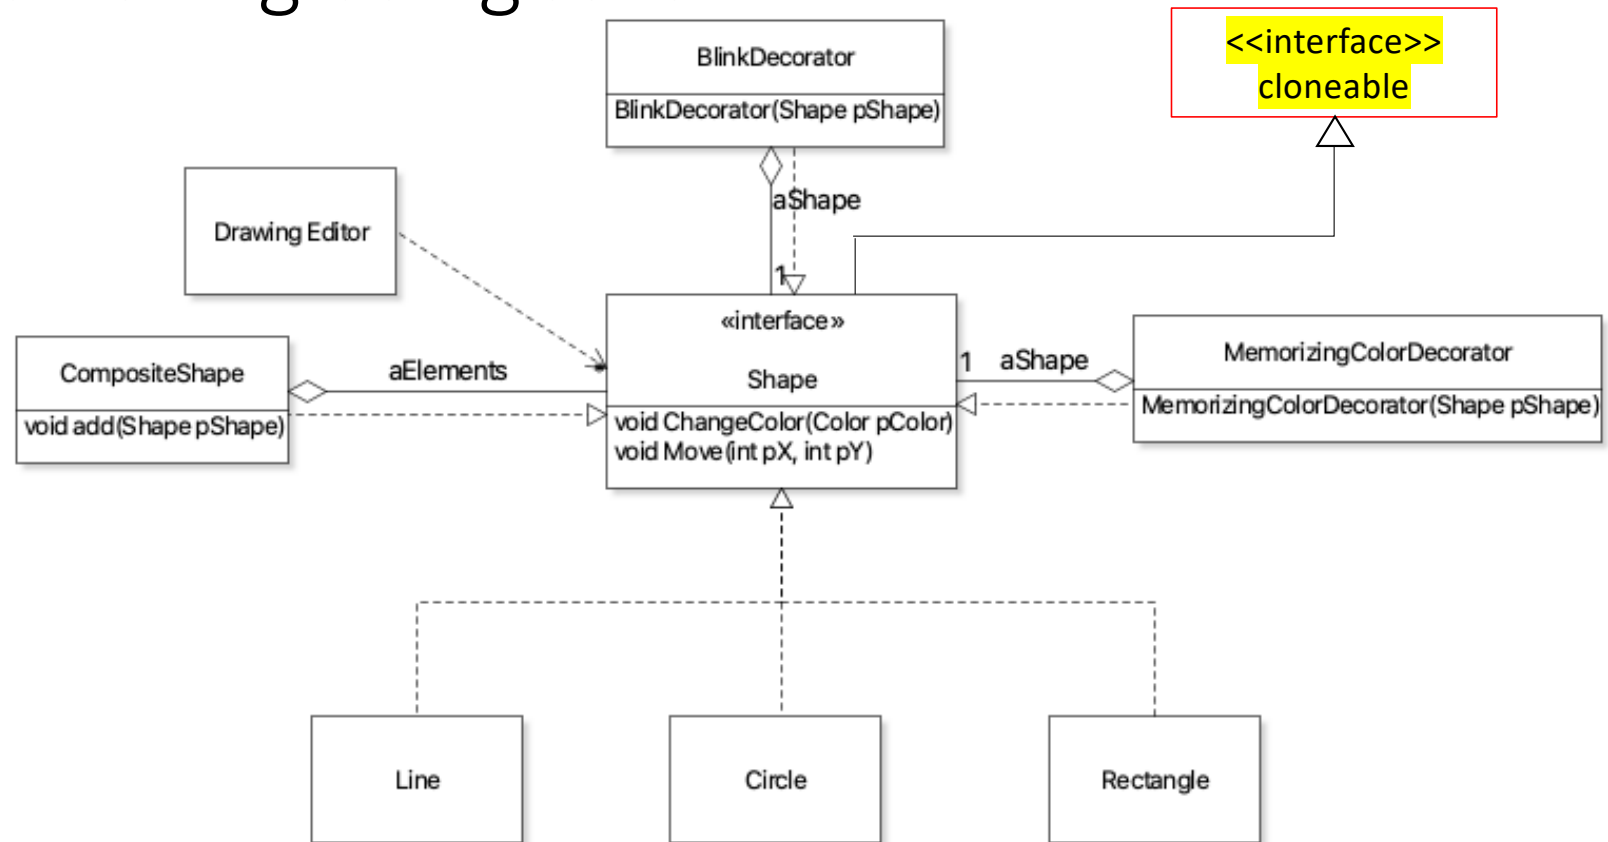 BlinkDecorator
BlinkDecorator(Shape pShape)
<<interface>>
cloneable
aShape
1
Drawing Editor
«interface»
Shape
void ChangeColor(Color pColor)
void Move(int pX, int pY)
CompositeShape
void add(Shape pShape)
aElements
1 aShape
MemorizingColorDecorator
MemorizingColorDecorator(Shape pShape)
Line
Circle
Rectangle